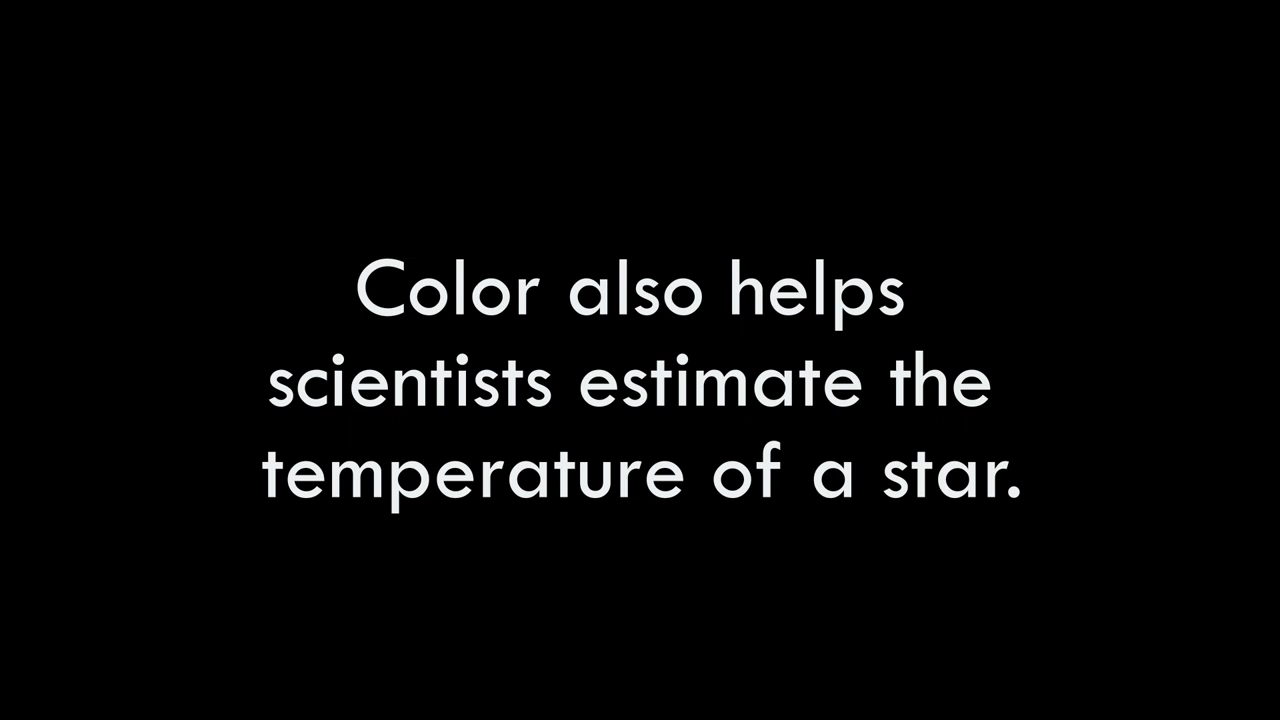 Color also helps
scientists estimate the
temperature of a star.